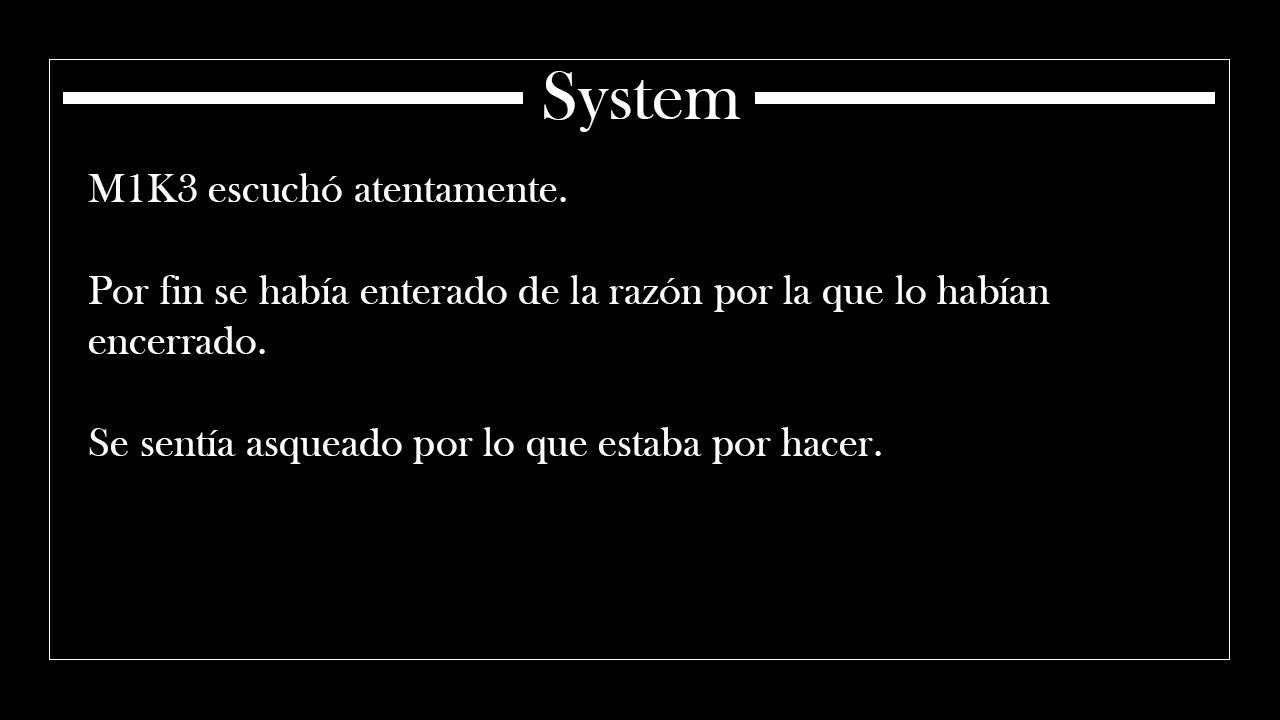 System
M1K3 escuchó atentamente.
Por fin se había enterado de la razón por la que lo habían
encerrado.
Se sentía asqueado por lo que estaba por hacer.